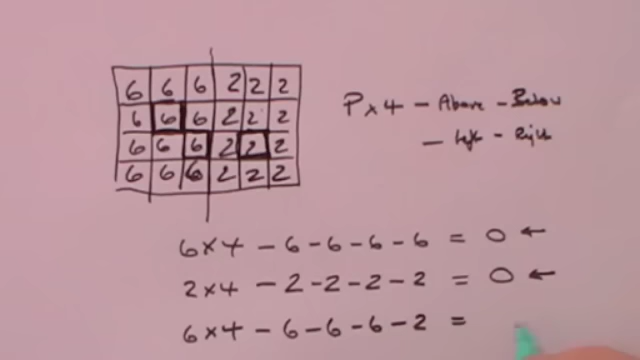 6 6 6 2 2 2
6 6 6 2 2 2
6 6 6 2 2 2
6 6 6 2 2 2
P×4 - Above - Below
- Left - Right
6×4 - 6 - 6 - 6 - 6 = 0 ←
2×4 - 2 - 2 - 2 - 2 = 0 ←
6×4 - 6 - 6 - 6 - 2 =